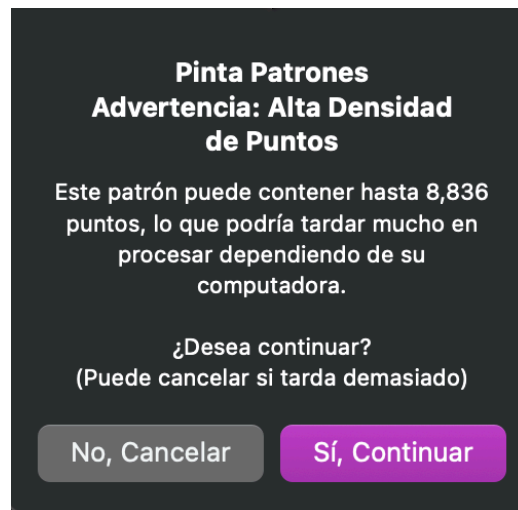 Pinta Patrones
Advertencia: Alta Densidad
de Puntos
Este patrón puede contener hasta 8,836
puntos, lo que podría tardar mucho en
procesar dependiendo de su
computadora.
¿Desea continuar?
(Puede cancelar si tarda demasiado)
No, Cancelar
Sí, Continuar